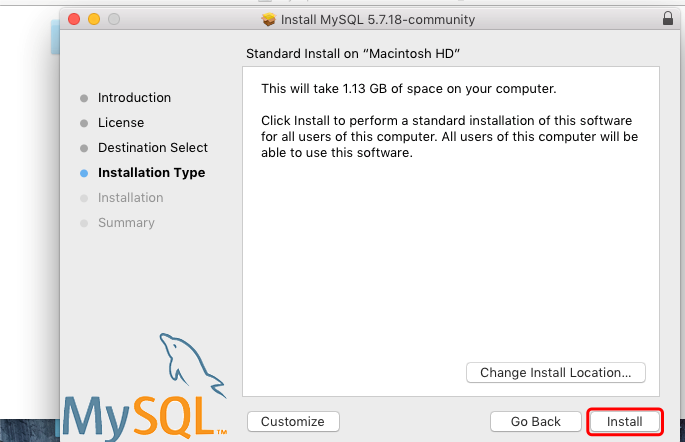 Install MySQL 5.7.18-community
Standard Install on “Macintosh HD”
Introduction
License
Destination Select
Installation Type
Installation
Summary
This will take 1.13 GB of space on your computer.
Click Install to perform a standard installation of this software
for all users of this computer. All users of this computer will be
able to use this software.
Change Install Location...
MySQL™
Customize
Go Back
Install